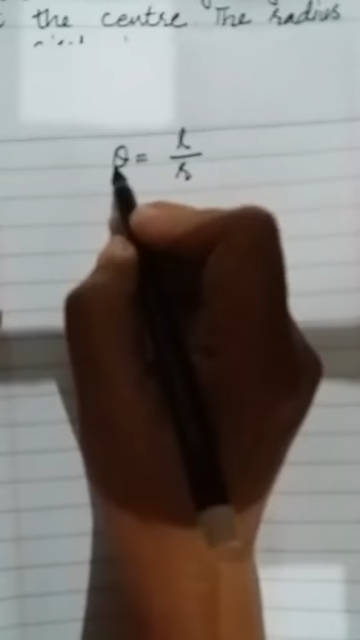 the centre The radius
θ = l/r